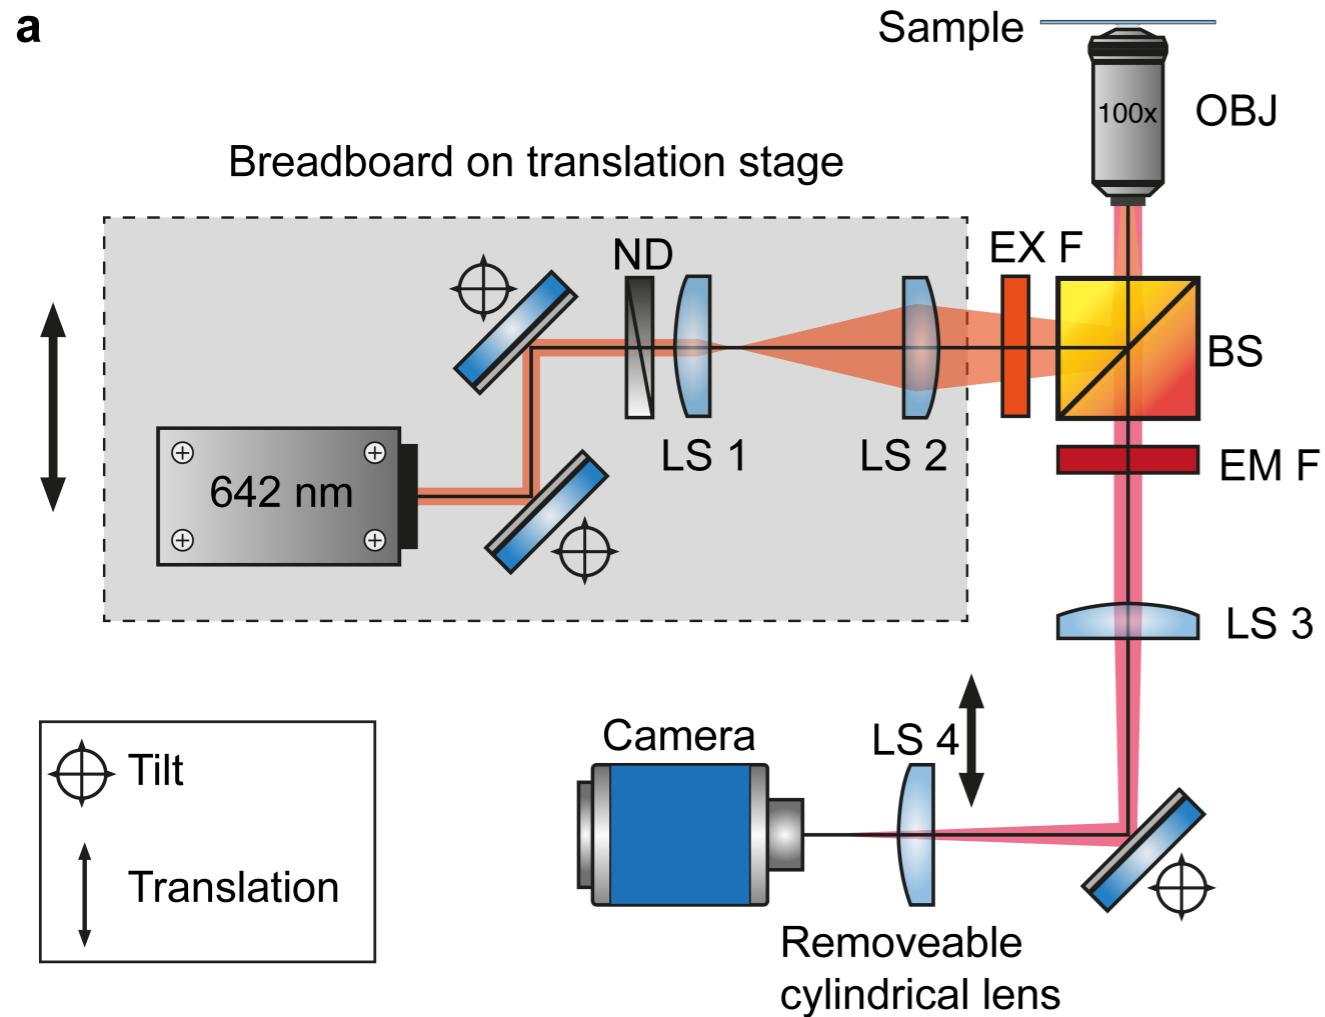 a
Sample
100x
OBJ
Breadboard on translation stage
ND
EX F
BS
LS 1
LS 2
EM F
642 nm
LS 3
Camera
LS 4
Tilt
Translation
Removeable
cylindrical lens